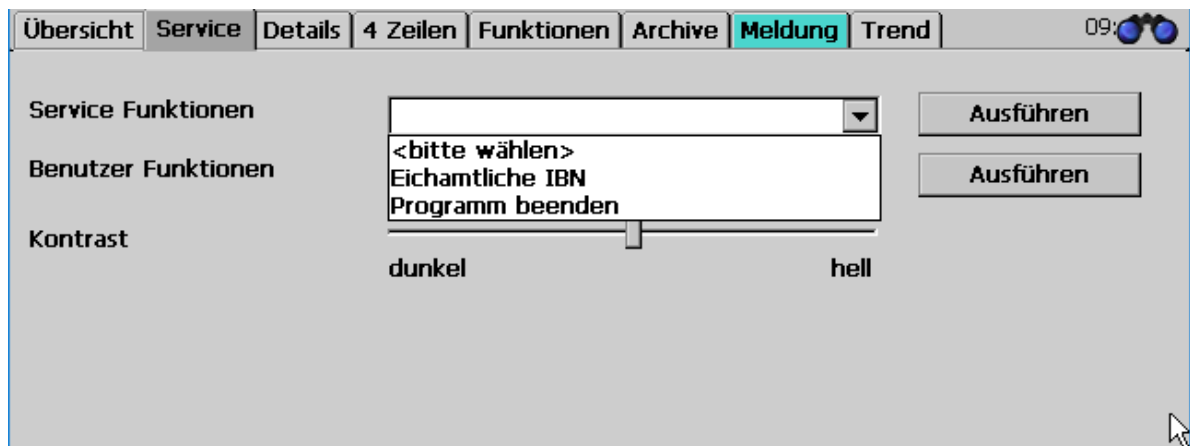 Übersicht Service Details 4 Zeilen Funktionen Archive Meldung Trend 09:
Service Funktionen Ausführen
<bitte wählen>
Benutzer Funktionen Eichamtliche IBN Ausführen
Programm beenden
Kontrast
dunkel hell